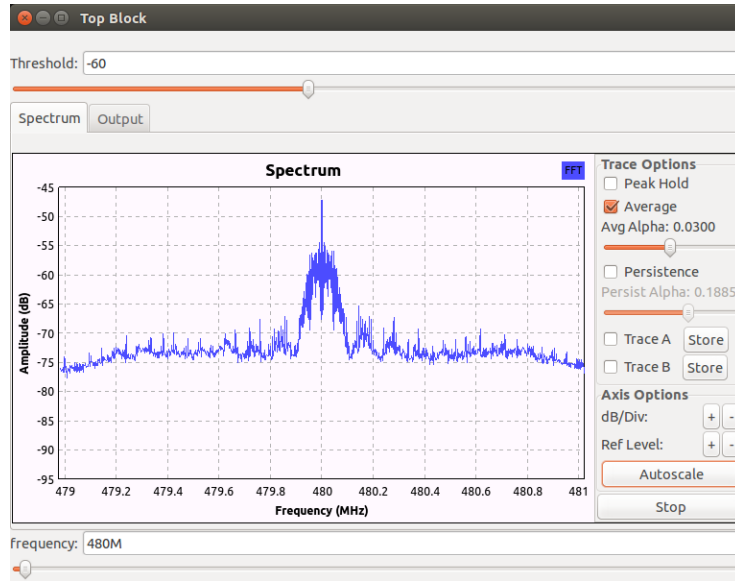 Top Block
Threshold: -60
Spectrum Output
Spectrum
FFT
-45
-50
-55
-60
-65
-70
-75
-80
-85
-90
-95
Amplitude (dB)
479 479.2 479.4 479.6 479.8 480 480.2 480.4 480.6 480.8 481
Frequency (MHz)
Trace Options
Peak Hold
Average
Avg Alpha: 0.0300
Persistence
Persist Alpha: 0.1885
Trace A Store
Trace B Store
Axis Options
dB/Div: + -
Ref Level: + -
Autoscale
Stop
frequency: 480M